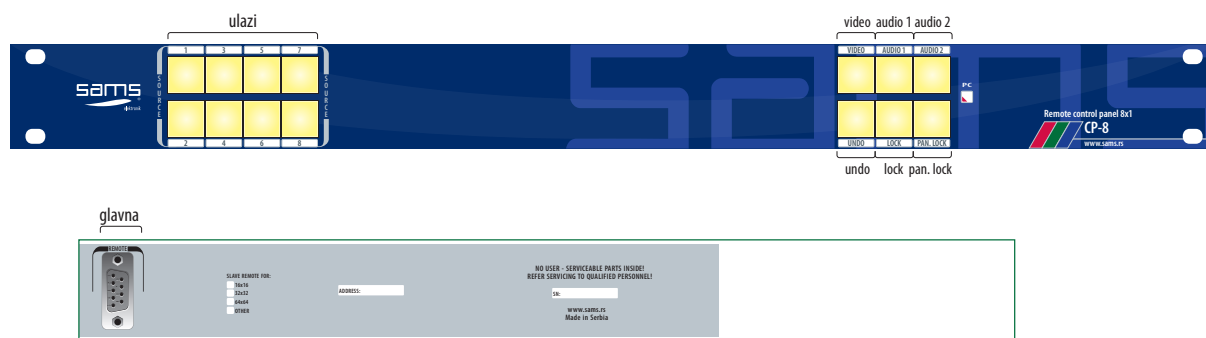 ulazi
video audio 1 audio 2
1 3 5 7
VIDEO AUDIO 1 AUDIO 2
SOURCE
SOURCE
sams
PC
Remote control panel 8x1
CP-8
www.sams.rs
2 4 6 8
UNDO LOCK PAN. LOCK
undo lock pan. lock
sams
glavna
REMOTE
SLAVE REMOTE FOR:
16x16
32x32
64x64
OTHER
ADDRESS:
NO USER - SERVICEABLE PARTS INSIDE!
REFER SERVICING TO QUALIFIED PERSONNEL!
SN:
www.sams.rs
Made in Serbia